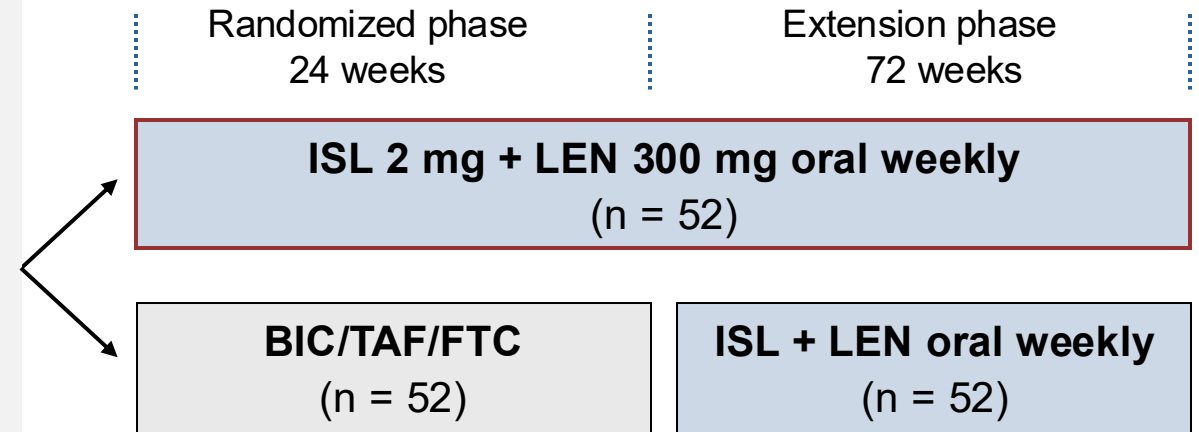 Randomized phase
24 weeks
Extension phase
72 weeks
ISL 2 mg + LEN 300 mg oral weekly
(n = 52)
BIC/TAF/FTC
(n = 52)
ISL + LEN oral weekly
(n = 52)